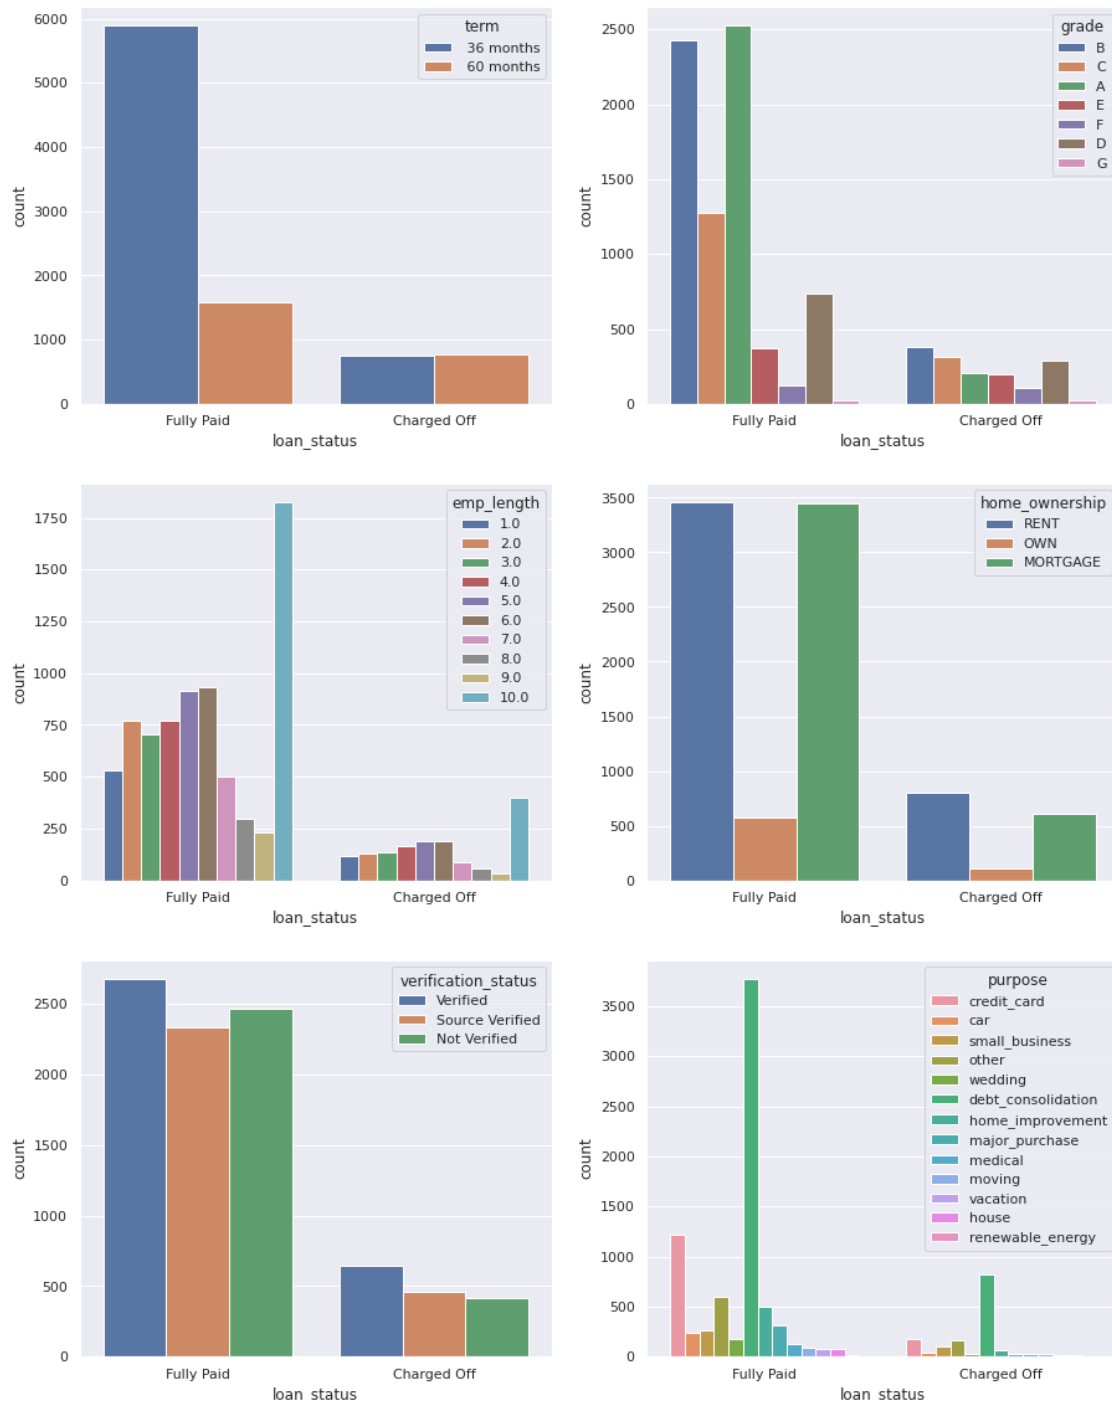 term
36 months
60 months
6000
5000
4000
3000
2000
1000
0
count
Fully Paid
Charged Off
loan_status
grade
B
C
A
E
F
D
G
2500
2000
1500
1000
500
0
count
Fully Paid
Charged Off
loan_status
emp_length
1.0
2.0
3.0
4.0
5.0
6.0
7.0
8.0
9.0
10.0
1750
1500
1250
1000
750
500
250
0
count
Fully Paid
Charged Off
loan_status
home_ownership
RENT
OWN
MORTGAGE
3500
3000
2500
2000
1500
1000
500
0
count
Fully Paid
Charged Off
loan_status
verification_status
Verified
Source Verified
Not Verified
2500
2000
1500
1000
500
0
count
Fully Paid
Charged Off
loan_status
purpose
credit_card
car
small_business
other
wedding
debt_consolidation
home_improvement
major_purchase
medical
moving
vacation
house
renewable_energy
3500
3000
2500
2000
1500
1000
500
0
count
Fully Paid
Charged Off
loan_status